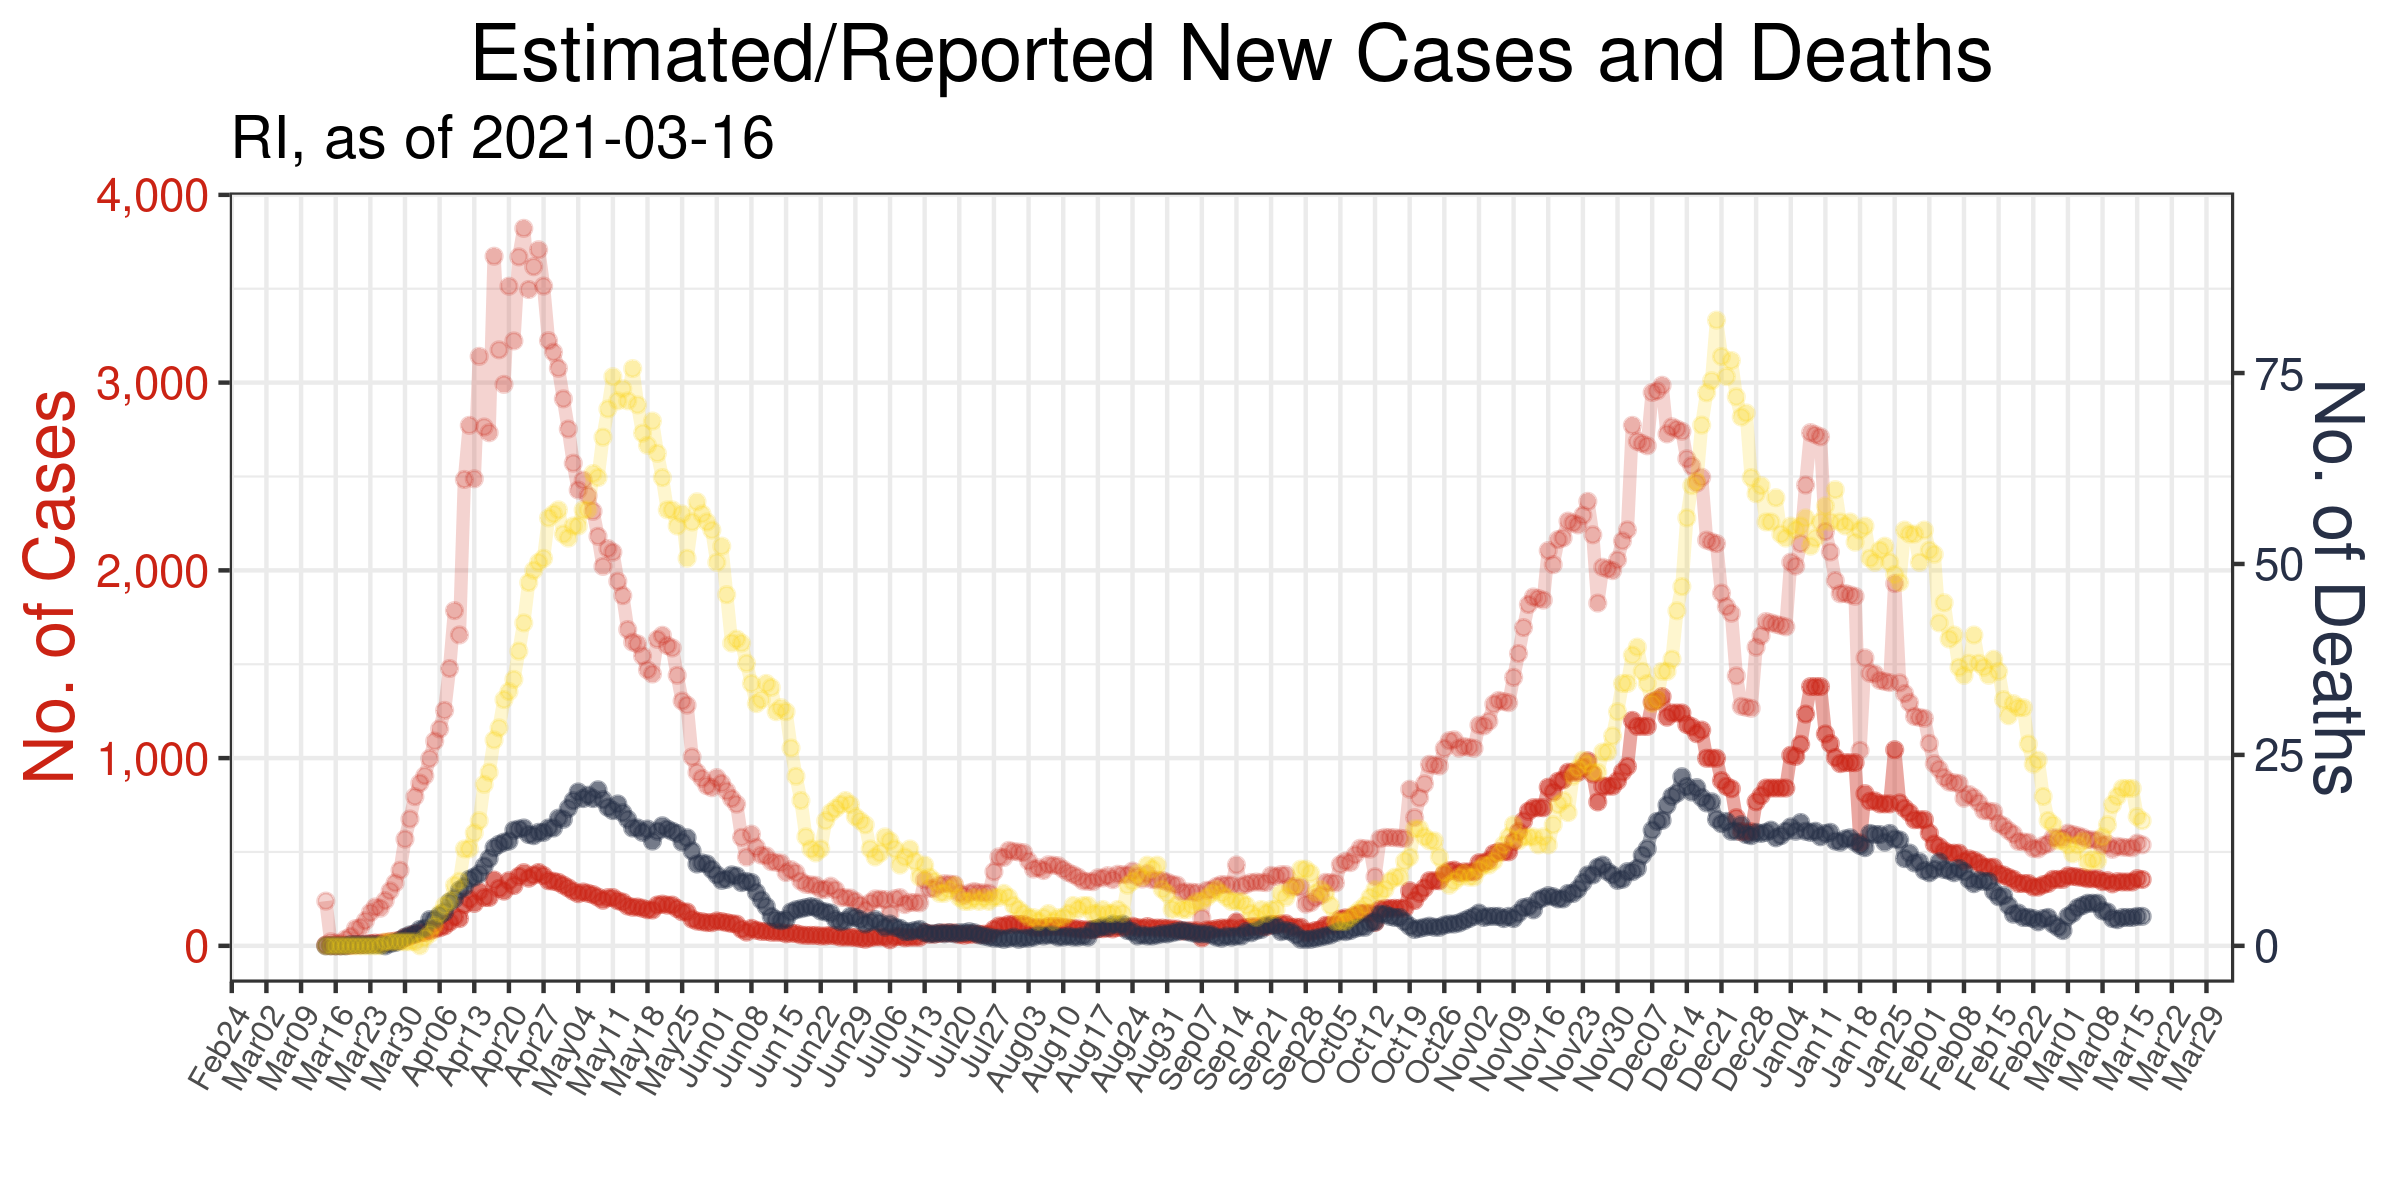 Estimated/Reported New Cases and Deaths
RI, as of 2021-03-16
No. of Cases
4,000
3,000
2,000
1,000
0
75
50
25
0
No. of Deaths
Feb24
Mar02
Mar09
Mar16
Mar23
Mar30
Apr06
Apr13
Apr20
Apr27
May04
May11
May18
May25
Jun01
Jun08
Jun15
Jun22
Jun29
Jul06
Jul13
Jul20
Jul27
Aug03
Aug10
Aug17
Aug24
Aug31
Sep07
Sep14
Sep21
Sep28
Oct05
Oct12
Oct19
Oct26
Nov02
Nov09
Nov16
Nov23
Nov30
Dec07
Dec14
Dec21
Dec28
Jan04
Jan11
Jan18
Jan25
Feb01
Feb08
Feb15
Feb22
Mar01
Mar08
Mar15
Mar22
Mar29